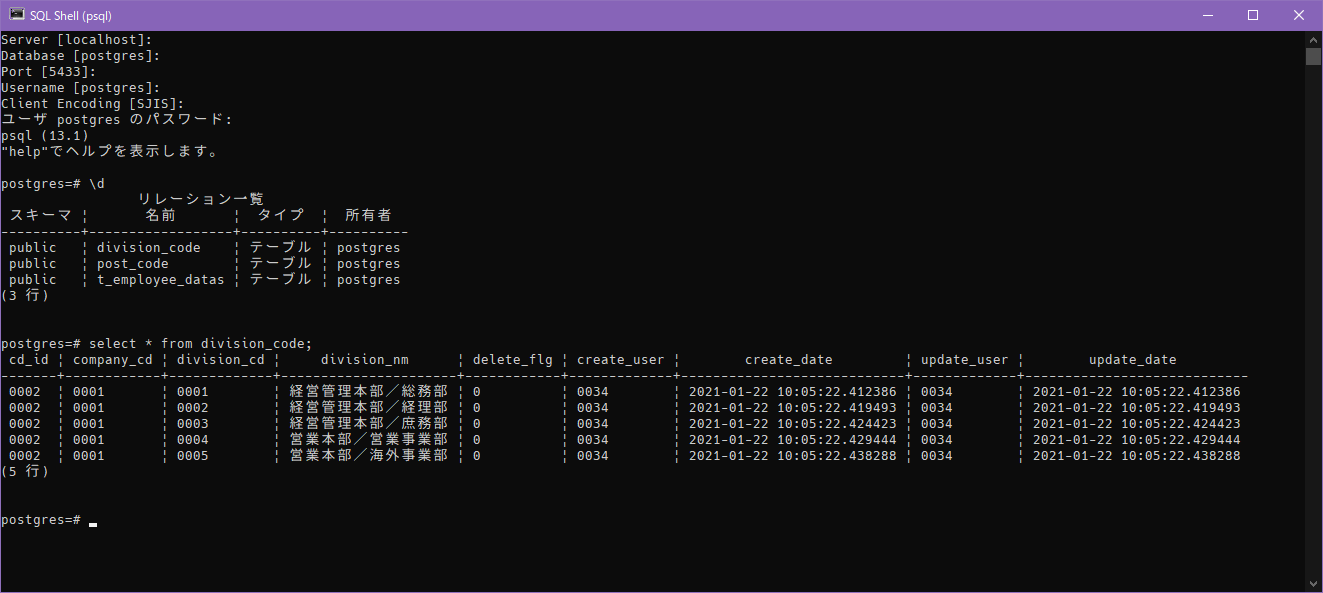 SQL Shell (psql)
Server [localhost]:
Database [postgres]:
Port [5433]:
Username [postgres]:
Client Encoding [SJIS]:
ユーザ postgres のパスワード:
psql (13.1)
"help"でヘルプを表示します。
postgres=# \d
リレーション一覧
スキーマ ¦ 名前 ¦ タイプ ¦ 所有者
----------+------------------+----------+----------
public ¦ division_code ¦ テーブル ¦ postgres
public ¦ post_code ¦ テーブル ¦ postgres
public ¦ t_employee_datas ¦ テーブル ¦ postgres
(3 行)
postgres=# select * from division_code;
cd_id ¦ company_cd ¦ division_cd ¦ division_nm ¦ delete_flg ¦ create_user ¦ create_date ¦ update_user ¦ update_date
-------+------------+-------------+----------------------+------------+-------------+----------------------------+-------------+----------------------------
0002 ¦ 0001 ¦ 0001 ¦ 経営管理本部／総務部 ¦ 0 ¦ 0034 ¦ 2021-01-22 10:05:22.412386 ¦ 0034 ¦ 2021-01-22 10:05:22.412386
0002 ¦ 0001 ¦ 0002 ¦ 経営管理本部／経理部 ¦ 0 ¦ 0034 ¦ 2021-01-22 10:05:22.419493 ¦ 0034 ¦ 2021-01-22 10:05:22.419493
0002 ¦ 0001 ¦ 0003 ¦ 経営管理本部／庶務部 ¦ 0 ¦ 0034 ¦ 2021-01-22 10:05:22.424423 ¦ 0034 ¦ 2021-01-22 10:05:22.424423
0002 ¦ 0001 ¦ 0004 ¦ 営業本部／営業事業部 ¦ 0 ¦ 0034 ¦ 2021-01-22 10:05:22.429444 ¦ 0034 ¦ 2021-01-22 10:05:22.429444
0002 ¦ 0001 ¦ 0005 ¦ 営業本部／海外事業部 ¦ 0 ¦ 0034 ¦ 2021-01-22 10:05:22.438288 ¦ 0034 ¦ 2021-01-22 10:05:22.438288
(5 行)
postgres=#